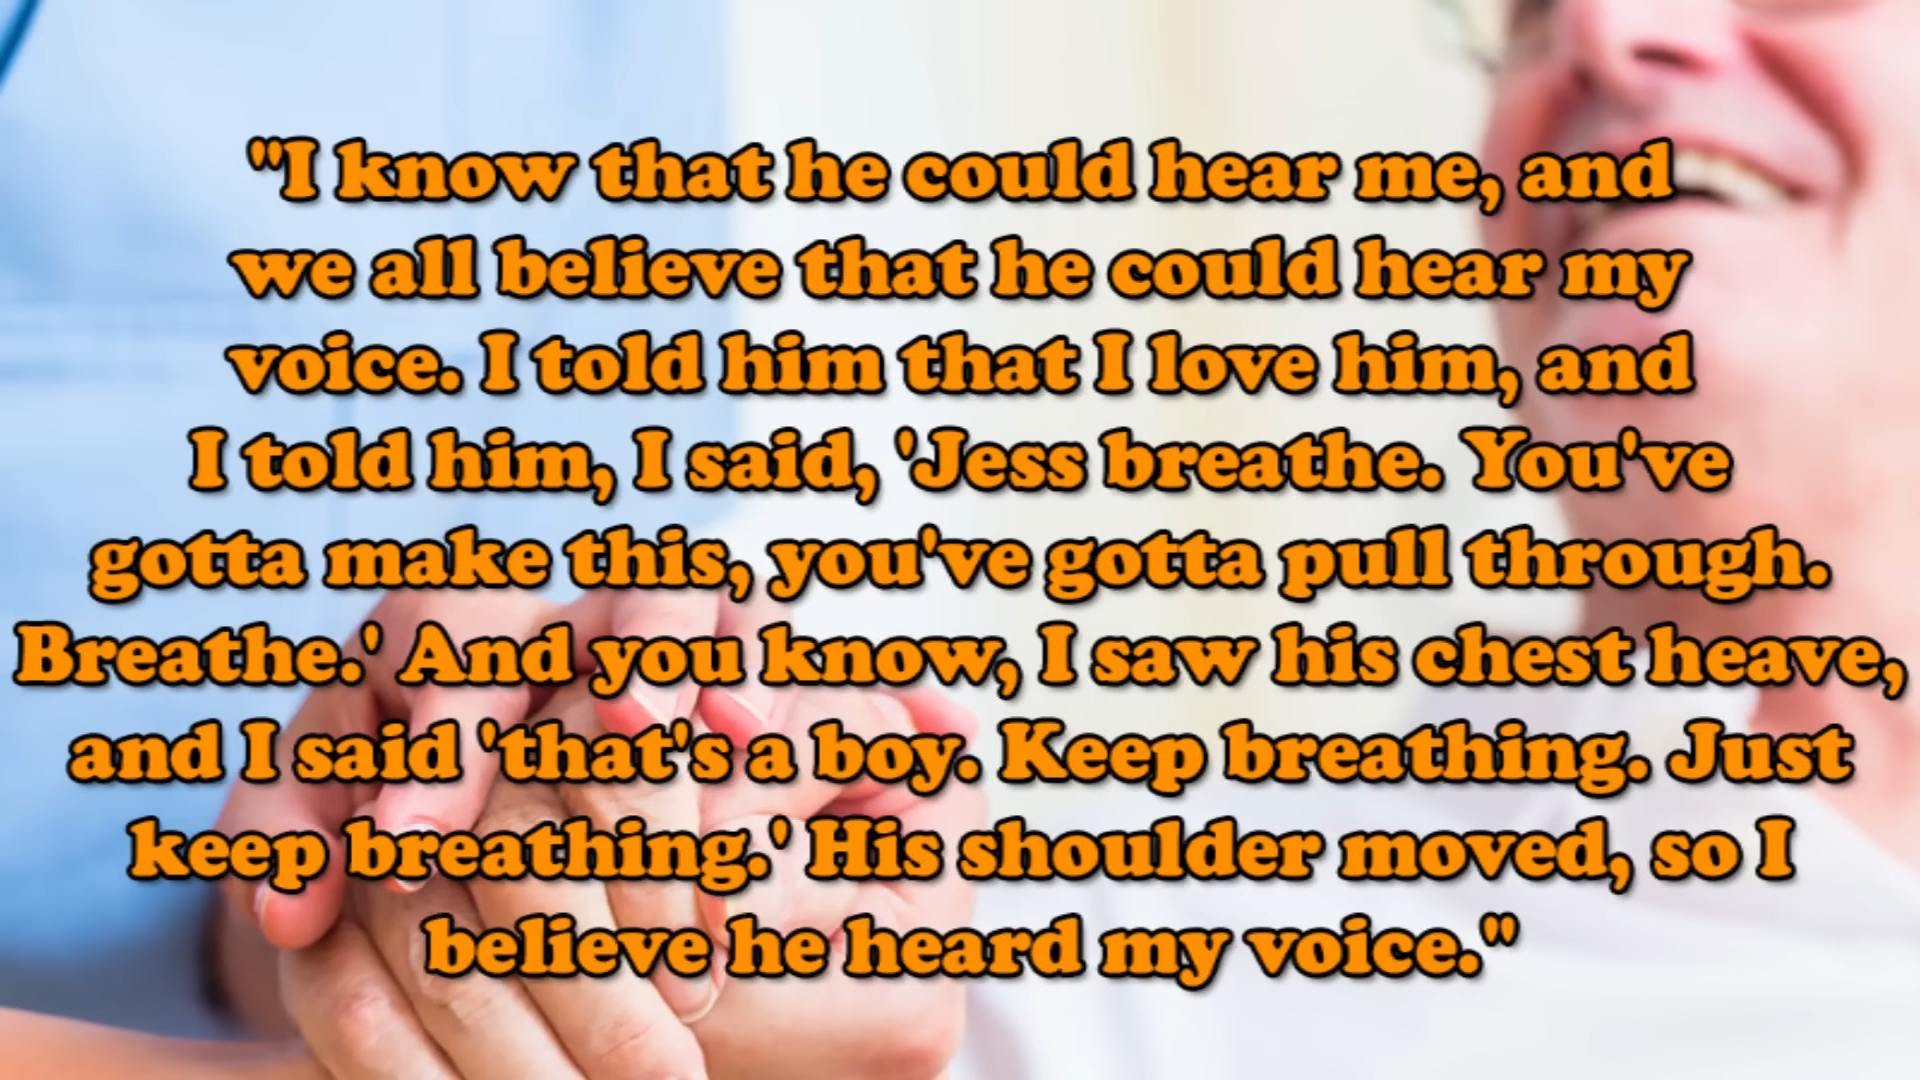 "I know that he could hear me, and
we all believe that he could hear my
voice. I told him that I love him, and
I told him, I said, 'Jess breathe. You've
gotta make this, you've gotta pull through.
Breathe.' And you know, I saw his chest heave,
and I said 'that's a boy. Keep breathing. Just
keep breathing.' His shoulder moved, so I
believe he heard my voice."